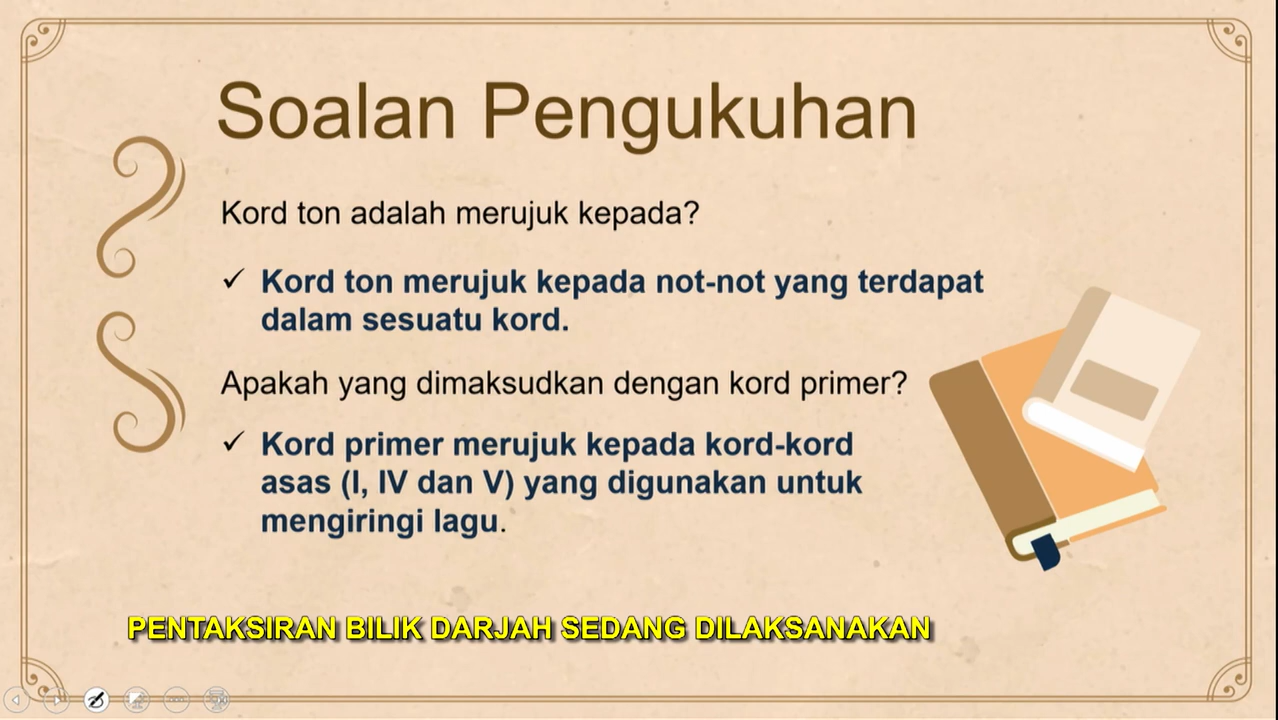 Soalan Pengukuhan
Kord ton adalah merujuk kepada?
✓ Kord ton merujuk kepada not-not yang terdapat
dalam sesuatu kord.
Apakah yang dimaksudkan dengan kord primer?
✓ Kord primer merujuk kepada kord-kord
asas (I, IV dan V) yang digunakan untuk
mengiringi lagu.
PENTAKSIRAN BILIK DARJAH SEDANG DILAKSANAKAN